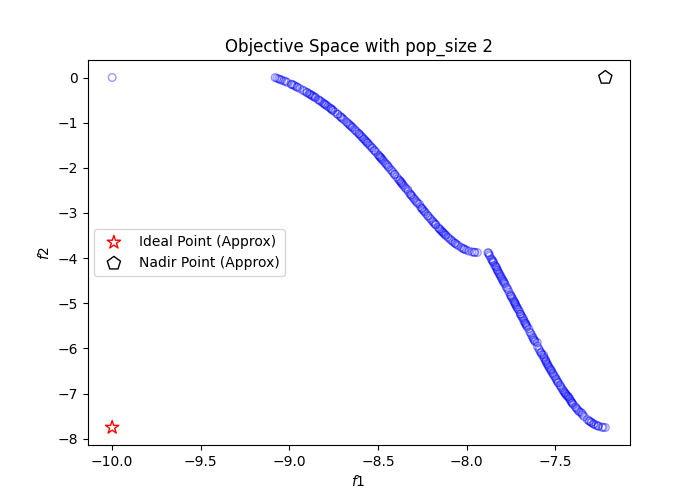 Objective Space with pop_size 2
0
−1
−2
−3
−4
−5
−6
−7
−8
f2
Ideal Point (Approx)
Nadir Point (Approx)
−10.0 −9.5 −9.0 −8.5 −8.0 −7.5
f1